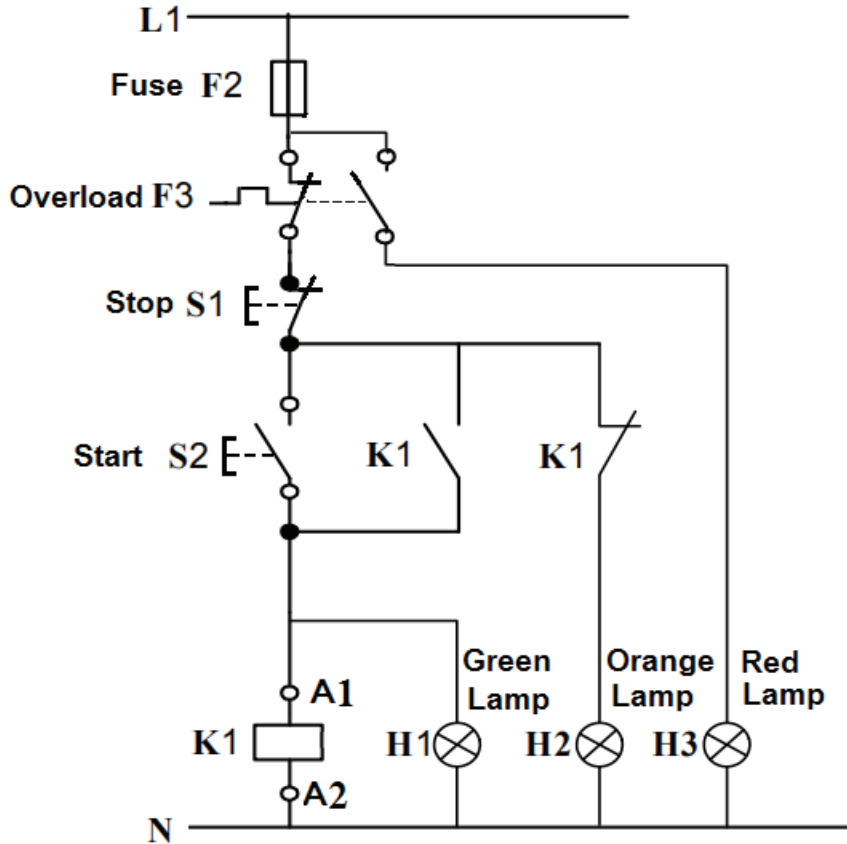 L1
Fuse F2
Overload F3
Stop S1
Start S2
K1
K1
Green
Lamp
Orange
Lamp
Red
Lamp
A1
K1
H1
H2
H3
A2
N